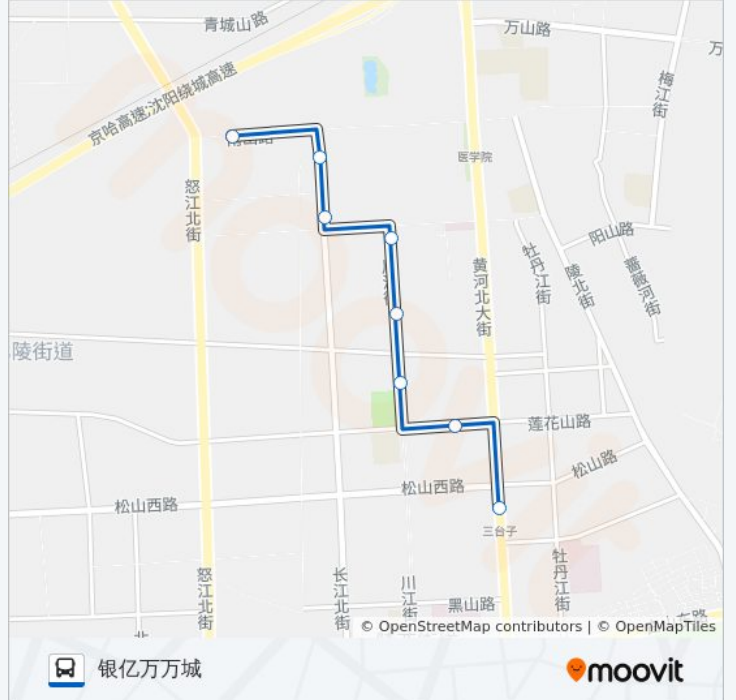 青城山路
万山路
万
梅江街
京哈高速;沈阳绕城高速
医学院
怒江北街
阳山路
牡丹江街
陵北街
蔷薇河街
黄河北大街
陵街道
莲花山路
松山路
松山西路
松山西路
三台子
怒江北街
长江北街
川江街
牡丹江街
黑山路
© OpenStreetMap contributors | © OpenMapTiles
银亿万万城
moovit